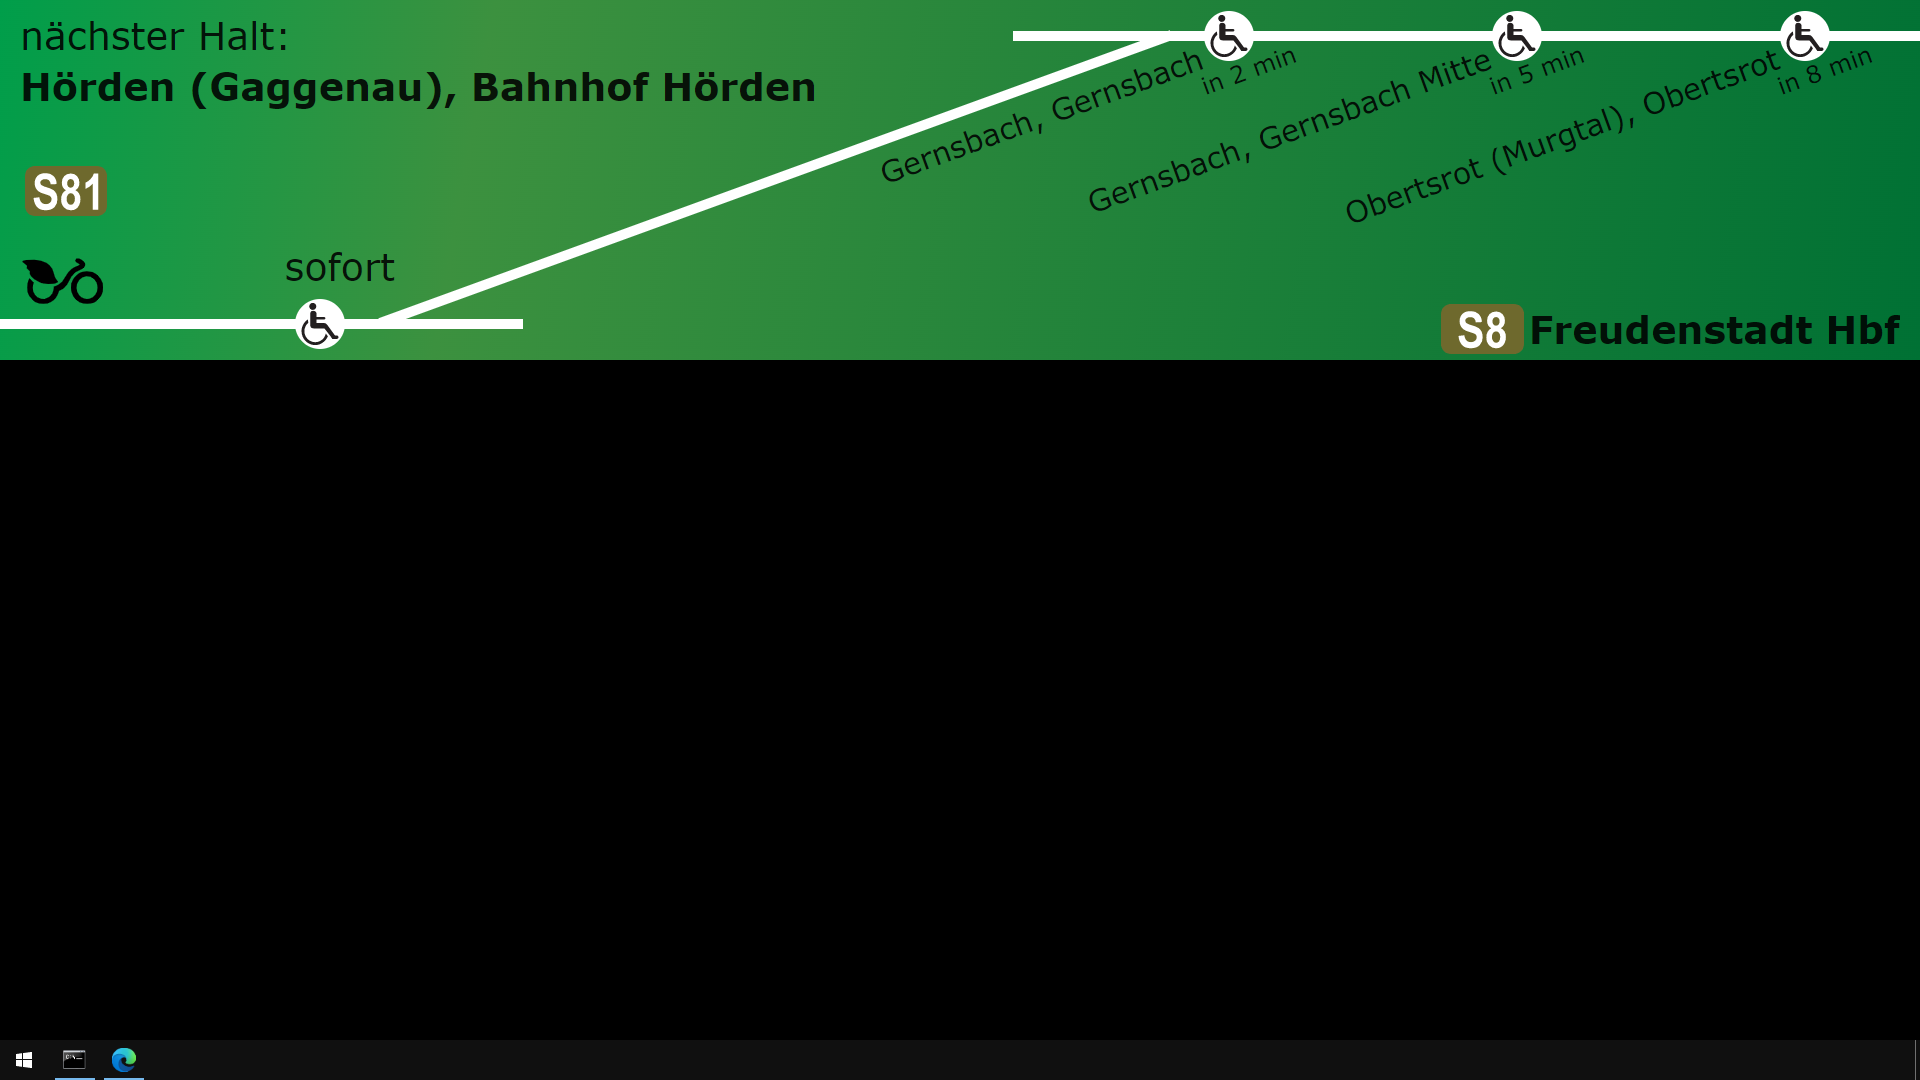 nächster Halt:
Hörden (Gaggenau), Bahnhof Hörden
S81
sofort
Gernsbach, Gernsbach
in 2 min
Gernsbach, Gernsbach Mitte
in 5 min
Obertsrot (Murgtal), Obertsrot
in 8 min
S8 Freudenstadt Hbf